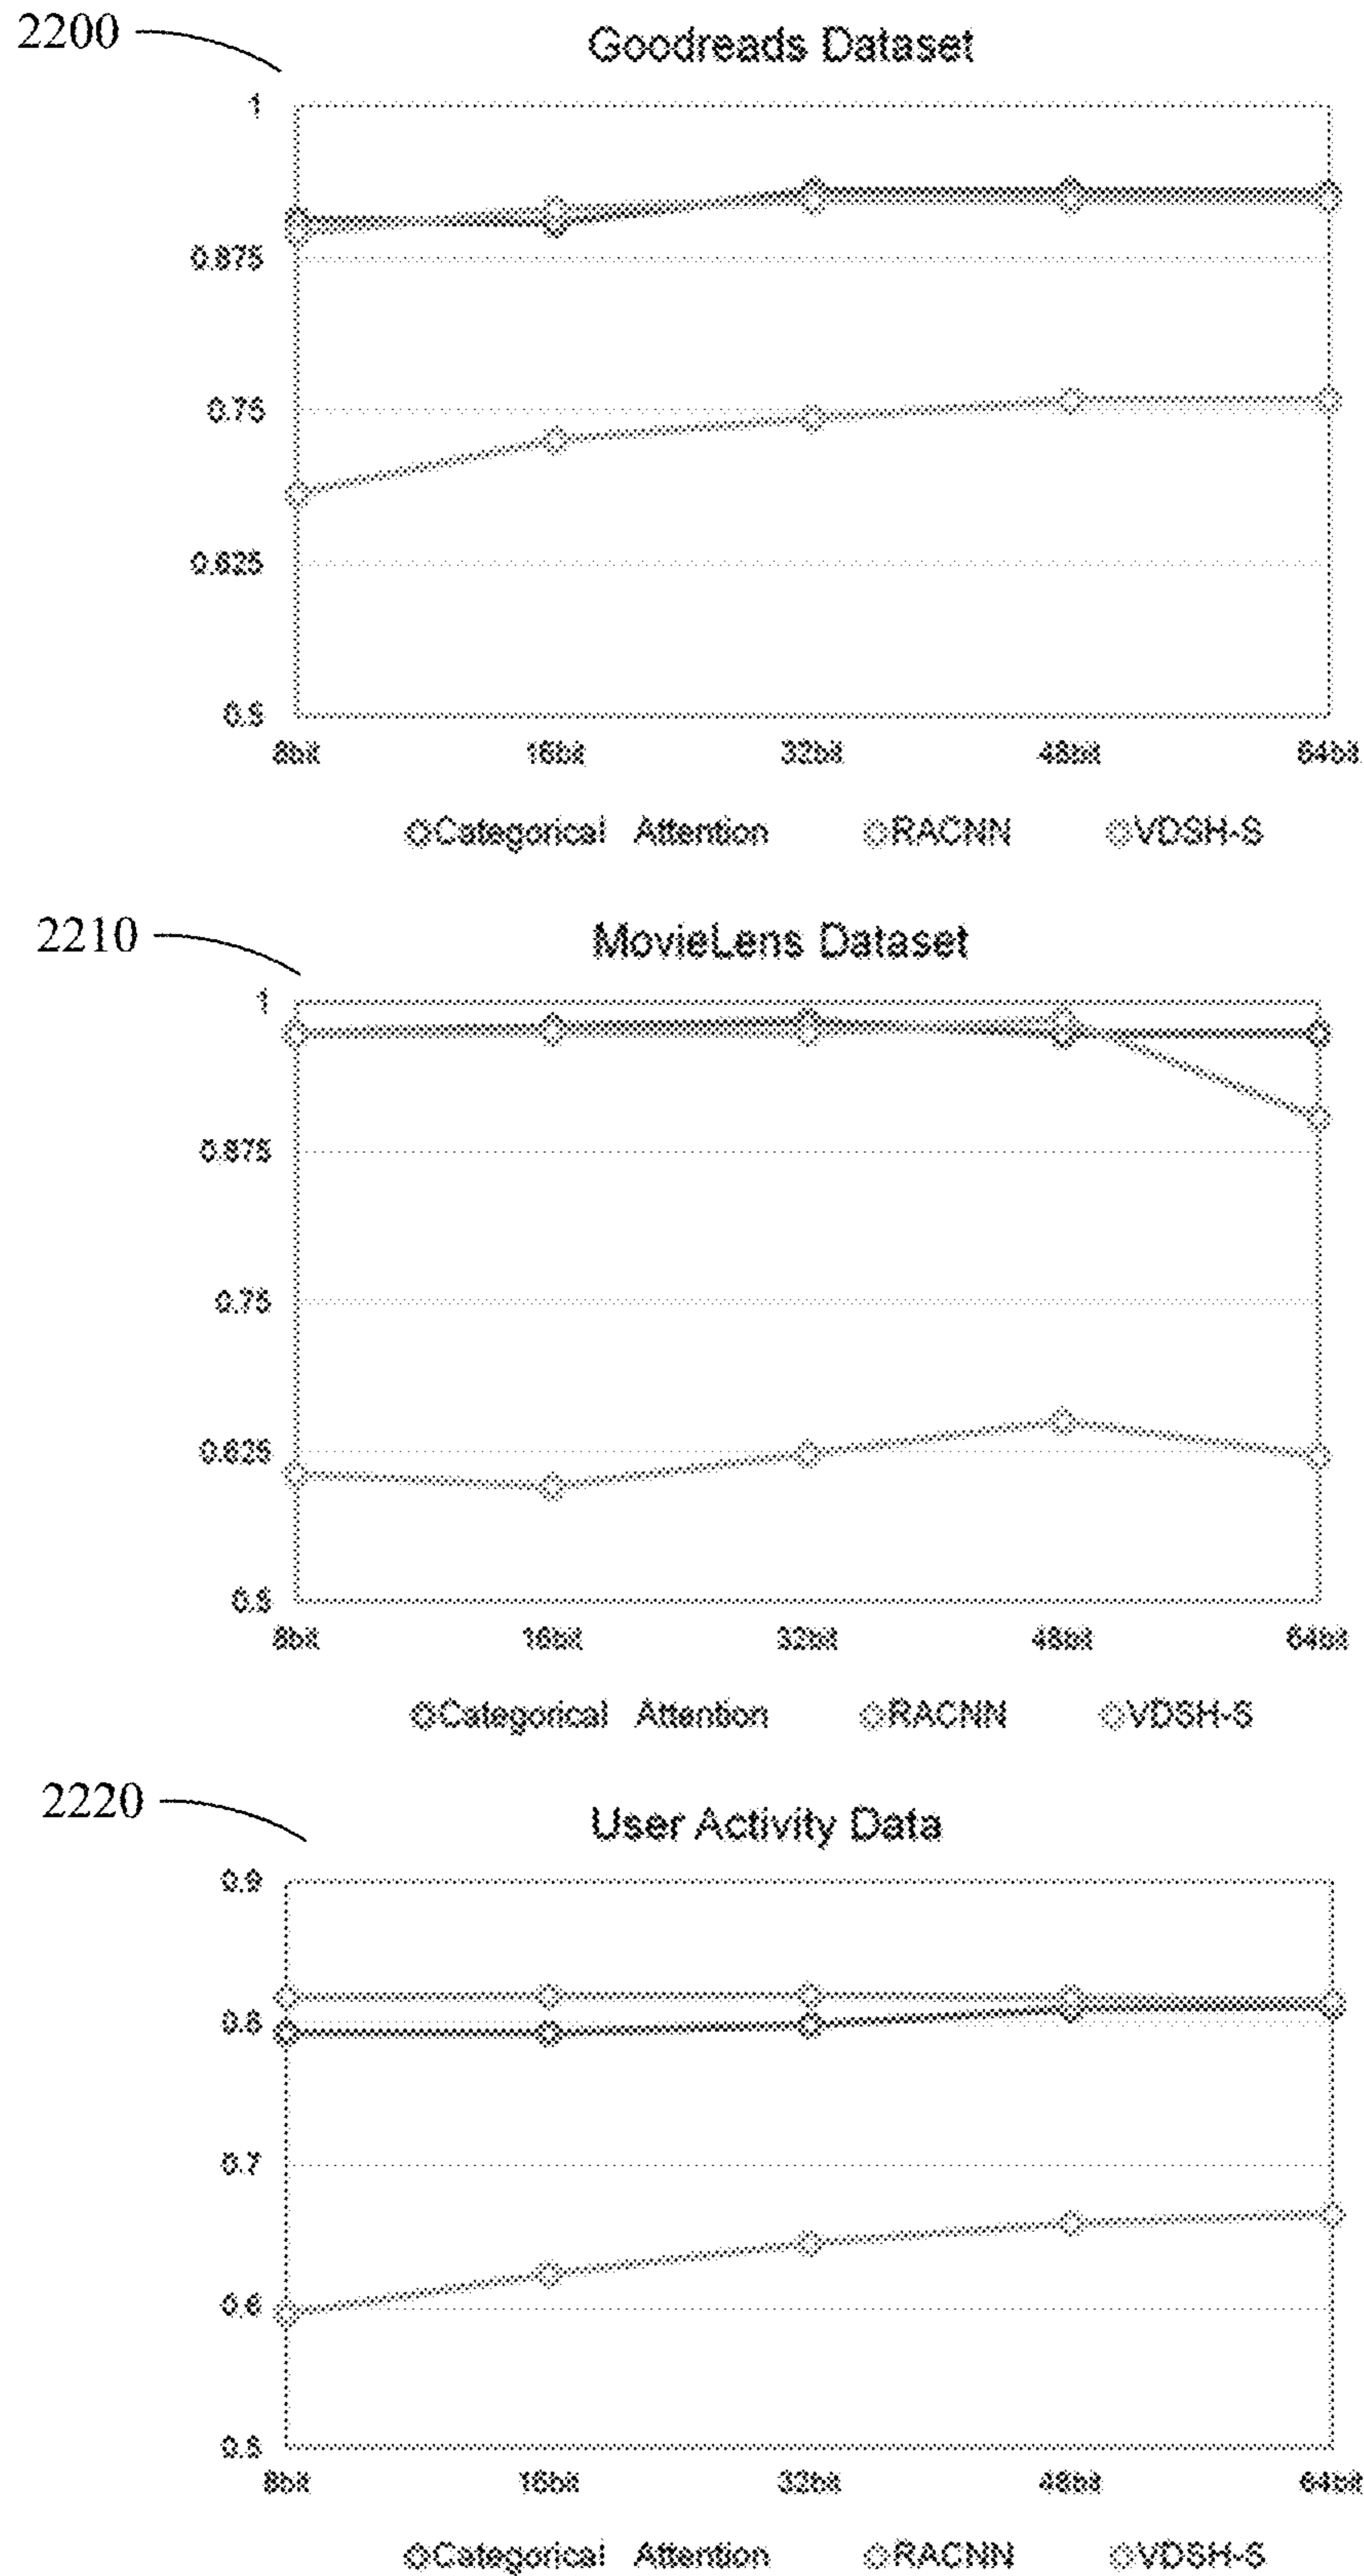 2200
Goodreads Dataset
1
0.875
0.75
0.625
0.5
8bit 16bit 32bit 48bit 64bit
Categorical Attention RACNN VDSH-S
2210
MovieLens Dataset
1
0.875
0.75
0.625
0.5
8bit 16bit 32bit 48bit 64bit
Categorical Attention RACNN VDSH-S
2220
User Activity Data
0.9
0.8
0.7
0.6
0.5
8bit 16bit 32bit 48bit 64bit
Categorical Attention RACNN VDSH-S